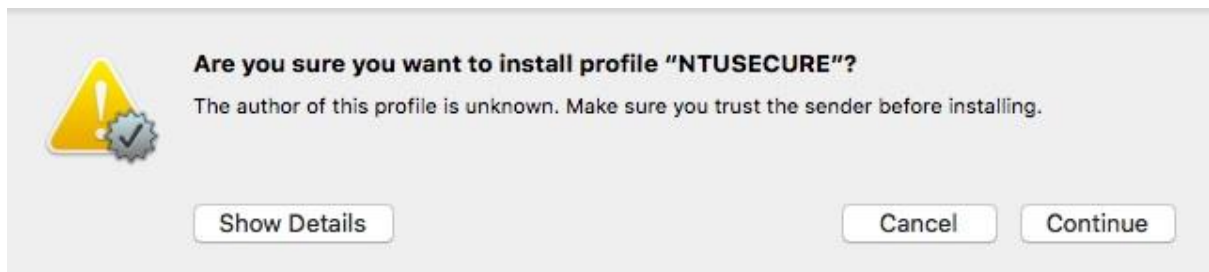 Are you sure you want to install profile “NTUSECURE”?
The author of this profile is unknown. Make sure you trust the sender before installing.
Show Details
Cancel
Continue